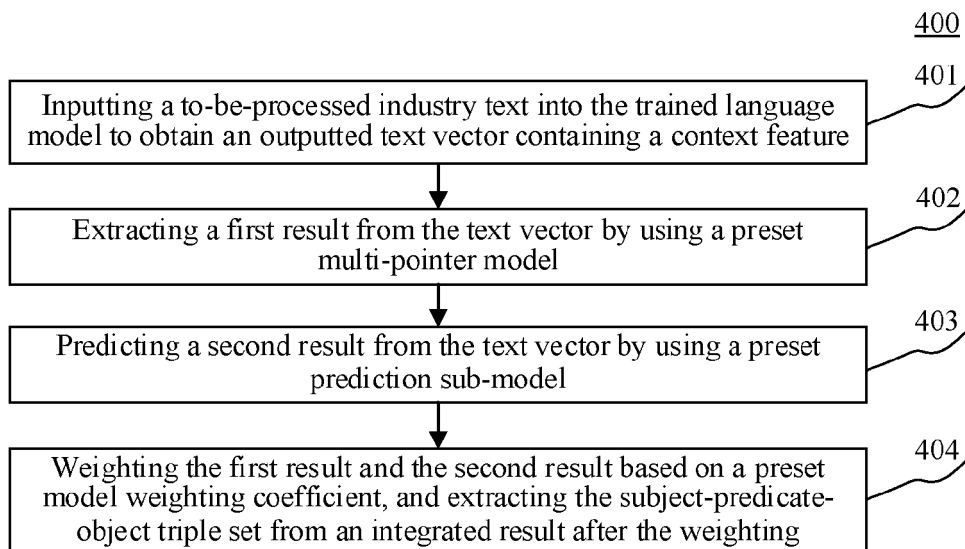 400
401
Inputting a to-be-processed industry text into the trained language
model to obtain an outputted text vector containing a context feature
402
Extracting a first result from the text vector by using a preset
multi-pointer model
403
Predicting a second result from the text vector by using a preset
prediction sub-model
404
Weighting the first result and the second result based on a preset
model weighting coefficient, and extracting the subject-predicate-
object triple set from an integrated result after the weighting